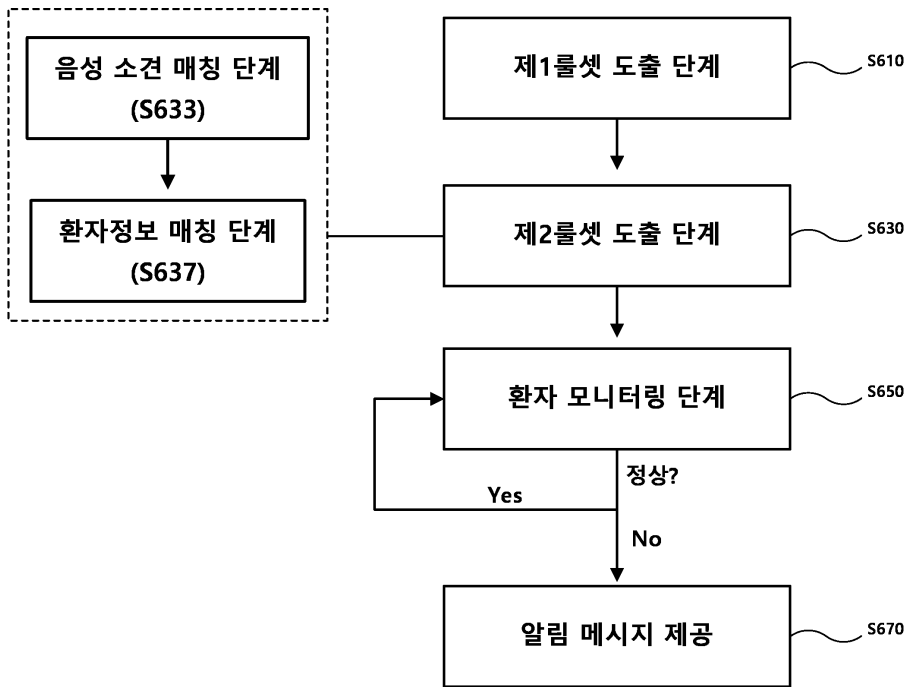 음성 소견 매칭 단계
(S633)
환자정보 매칭 단계
(S637)
제1룰셋 도출 단계
S610
제2룰셋 도출 단계
S630
환자 모니터링 단계
S650
정상?
Yes
No
알림 메시지 제공
S670